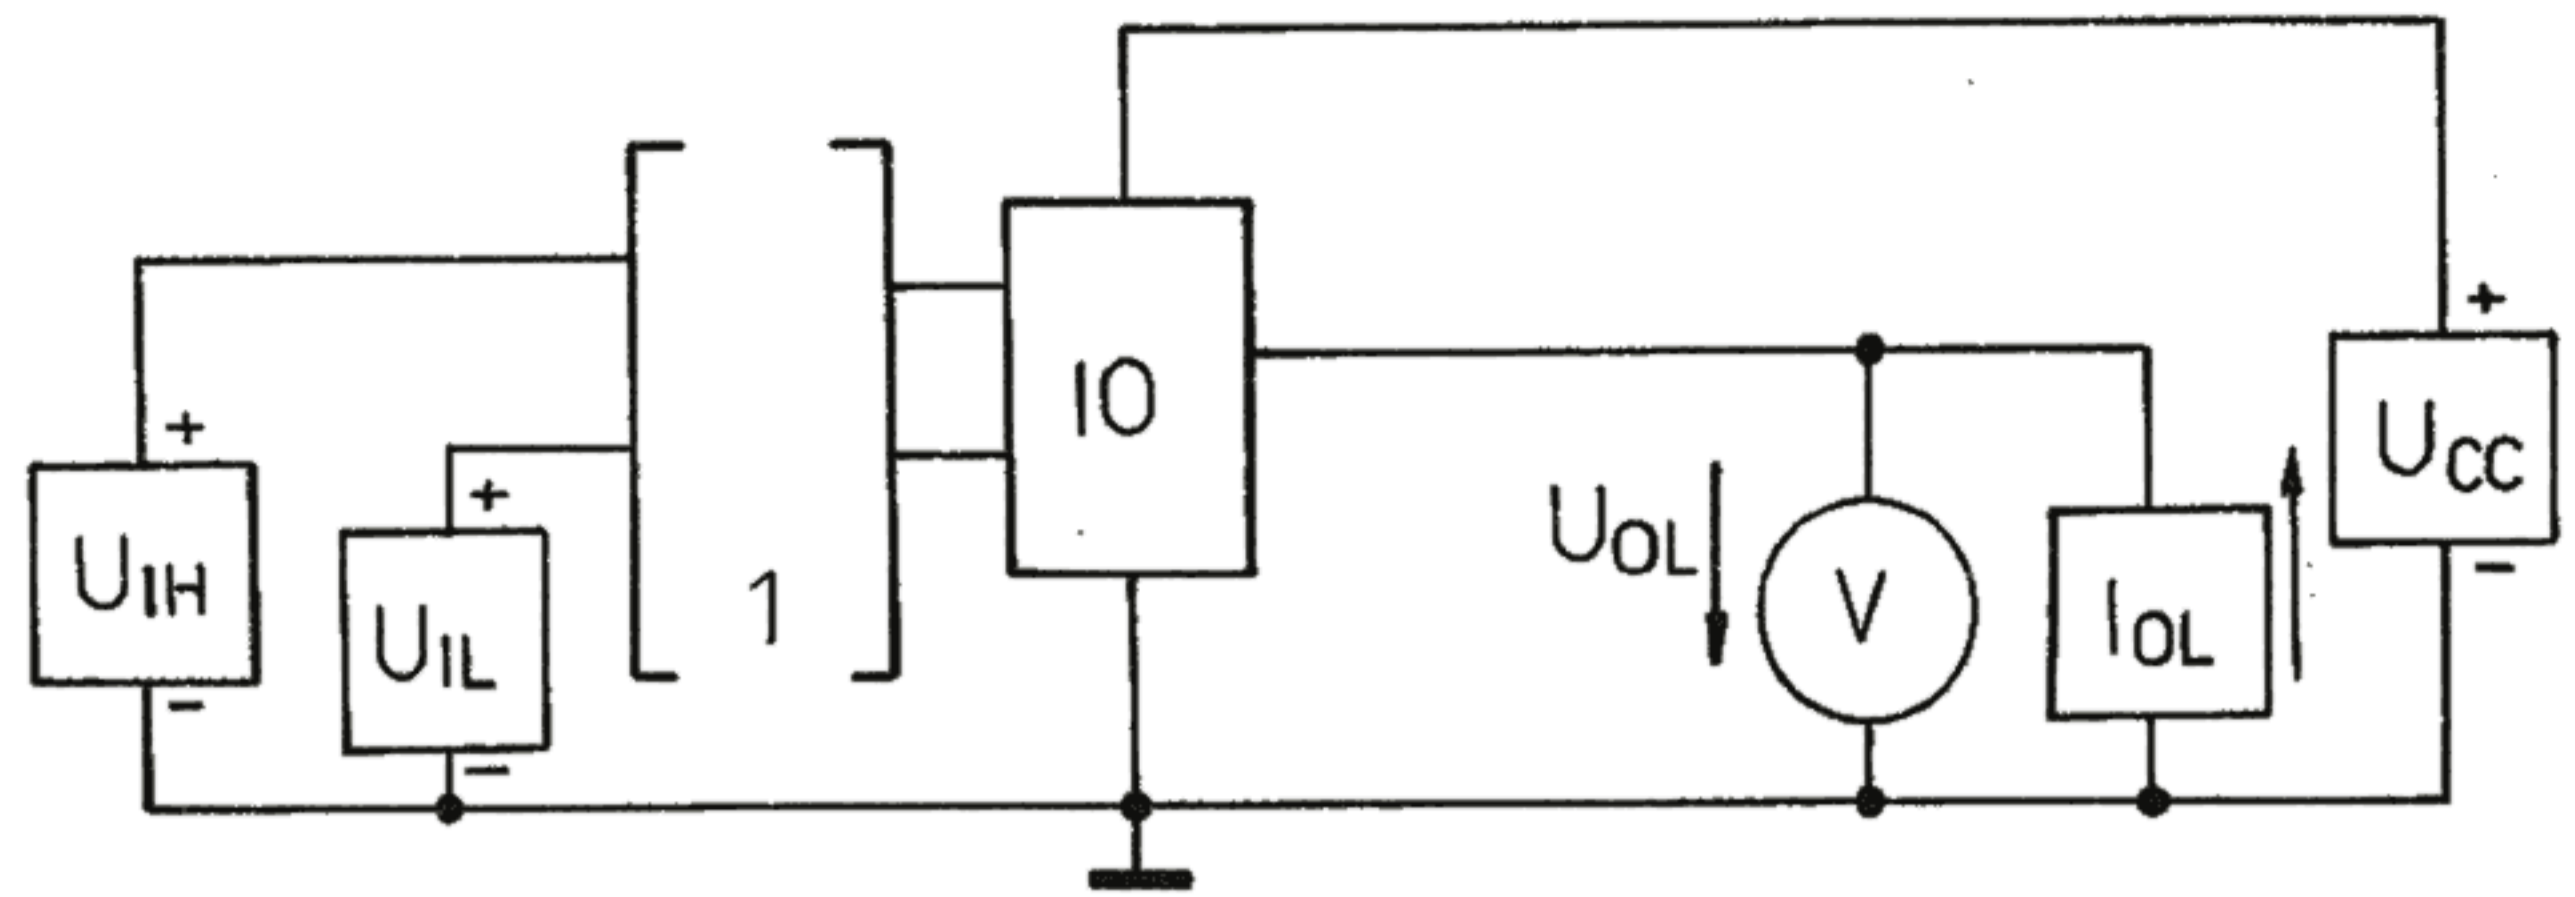 +
-
U_IH
+
-
U_IL
1
IO
U_OL
V
I_OL
+
U_CC
-